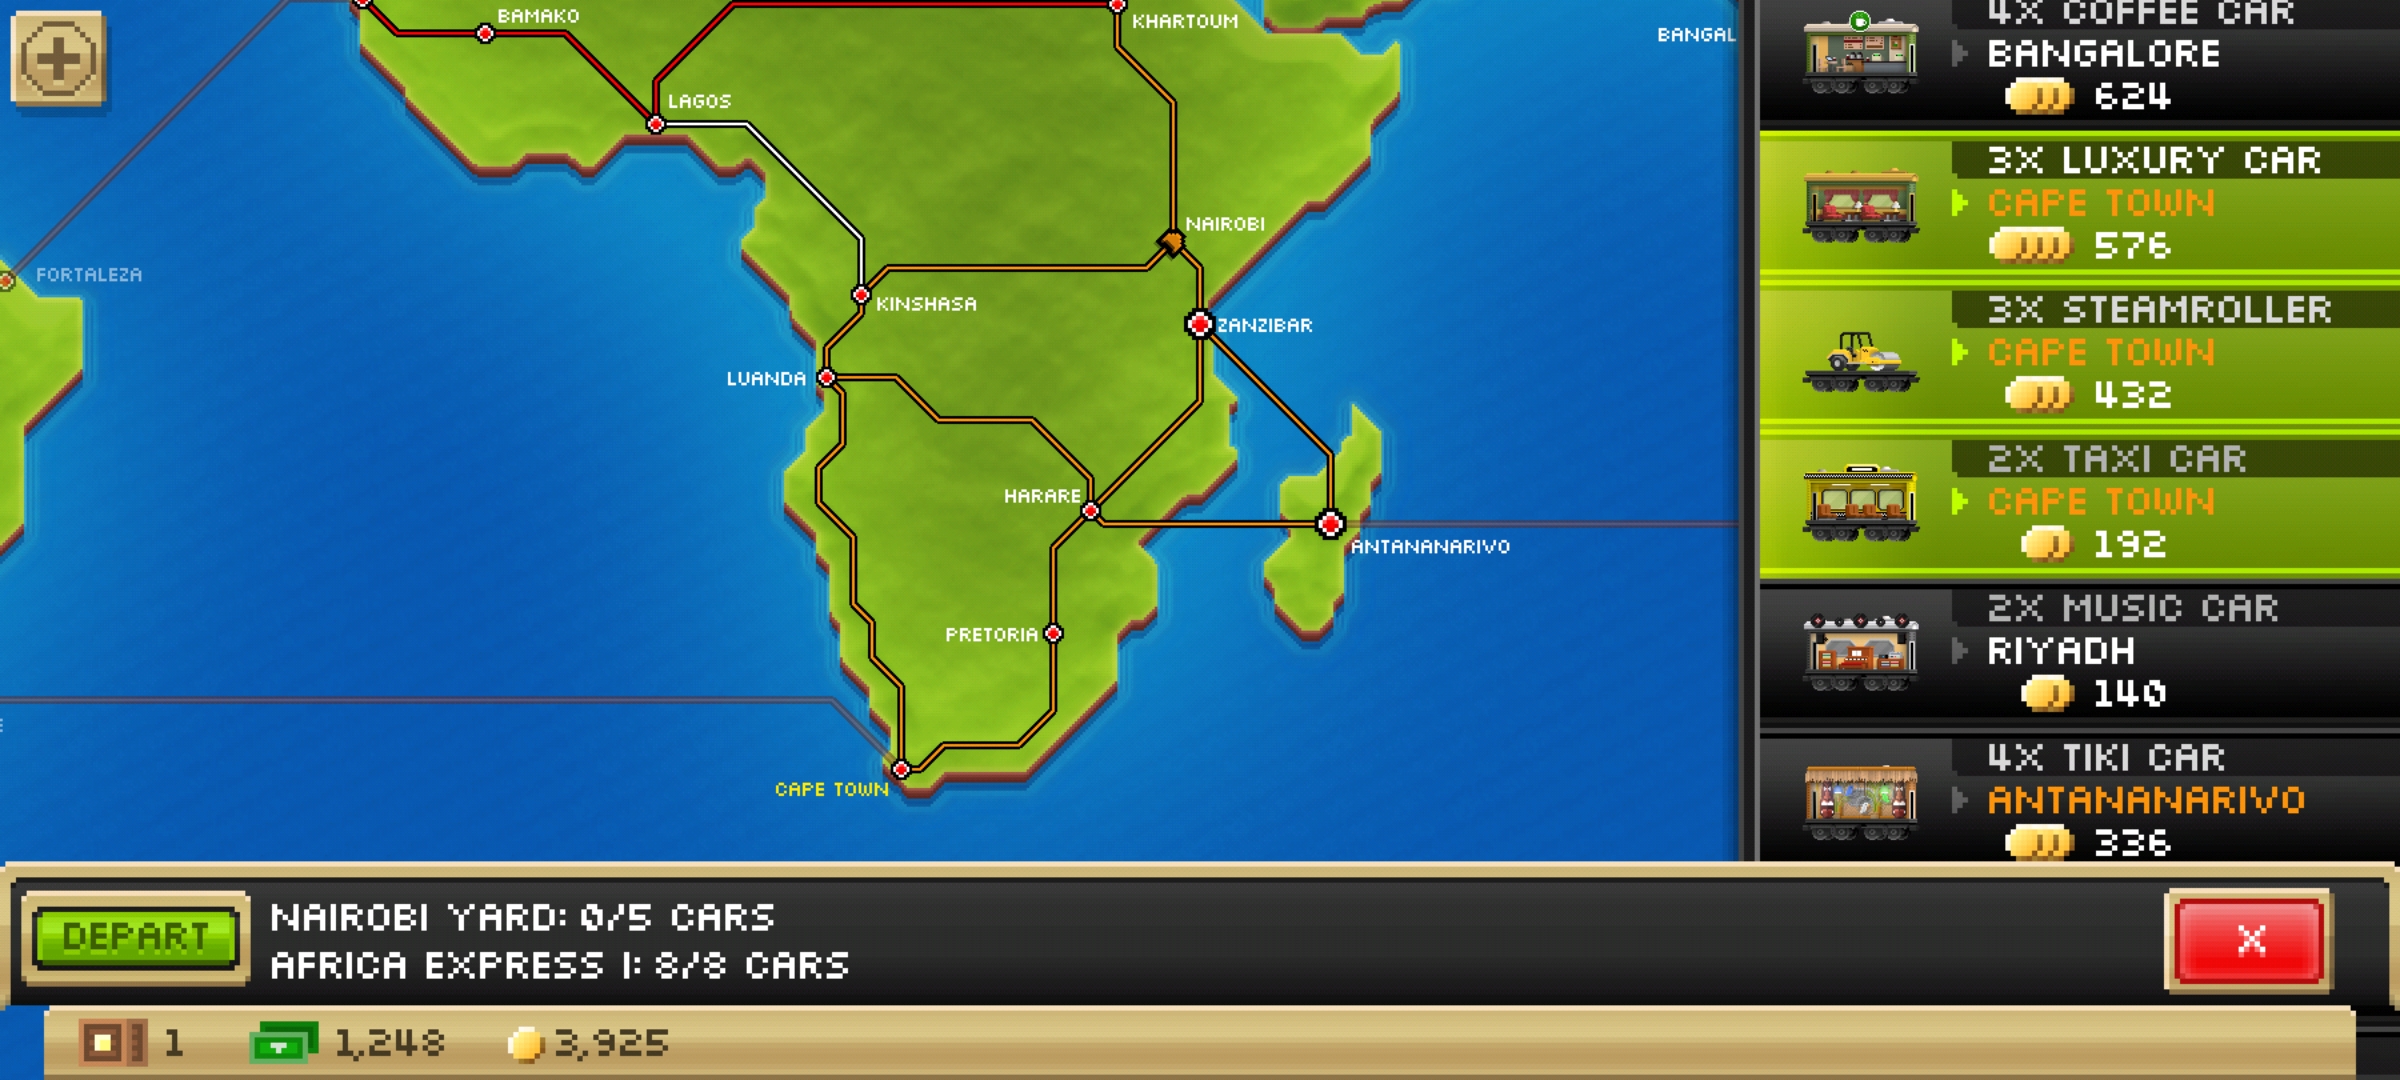 BAMAKO
KHARTOUM
BANGAL
LAGOS
NAIROBI
FORTALEZA
KINSHASA
ZANZIBAR
LUANDA
HARARE
ANTANANARIVO
PRETORIA
CAPE TOWN
4X COFFEE CAR
BANGALORE
624
3X LUXURY CAR
CAPE TOWN
576
3X STEAMROLLER
CAPE TOWN
432
2X TAXI CAR
CAPE TOWN
192
2X MUSIC CAR
RIYADH
140
4X TIKI CAR
ANTANANARIVO
336
DEPART
NAIROBI YARD: 0/5 CARS
AFRICA EXPRESS I: 8/8 CARS
X
1
1,248
3,925